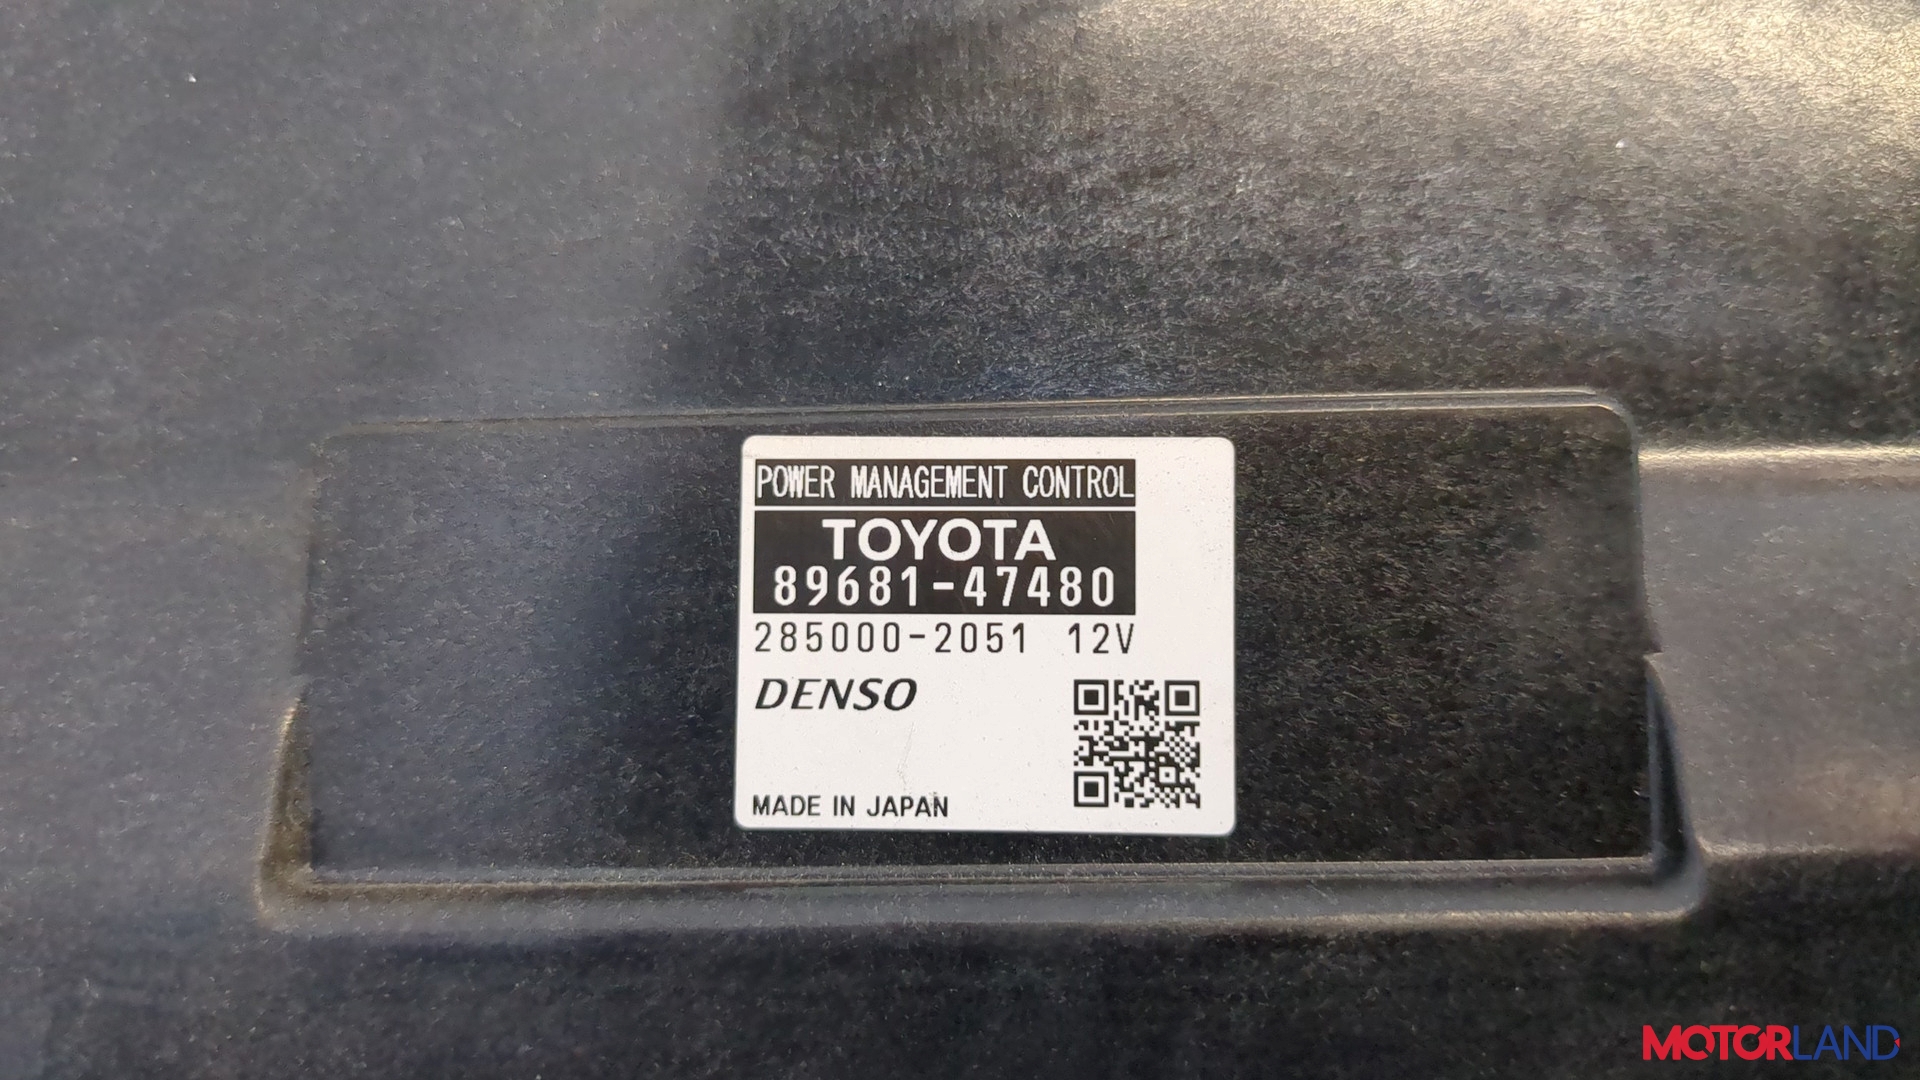 POWER MANAGEMENT CONTROL
TOYOTA
89681-47480
285000-2051 12V
DENSO
MADE IN JAPAN
MOTORLAND